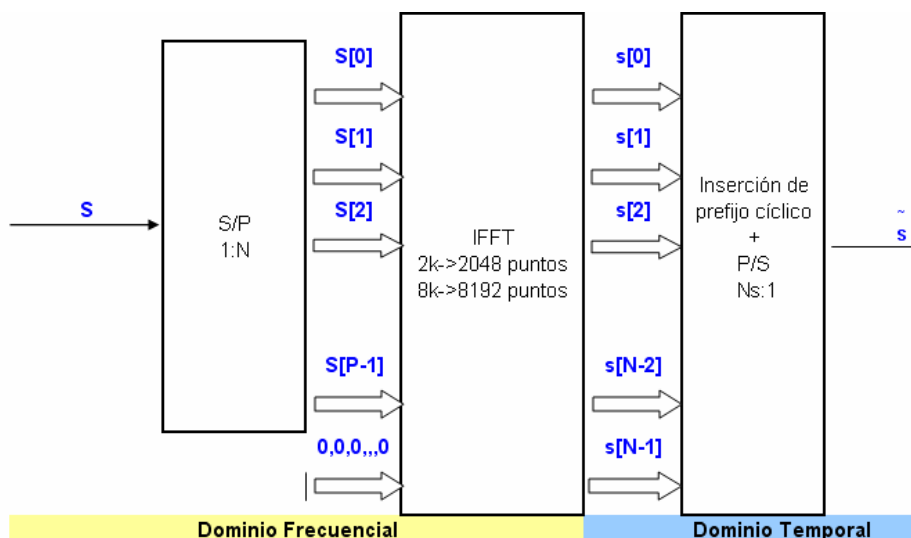 S[0]
s[0]
S[1]
s[1]
S[2]
s[2]
S
S/P
1:N
IFFT
2k->2048 puntos
8k->8192 puntos
Inserción de
prefijo cíclico
+
P/S
Ns:1
~
s
S[P-1]
s[N-2]
0,0,0,,,0
s[N-1]
Dominio Frecuencial
Dominio Temporal